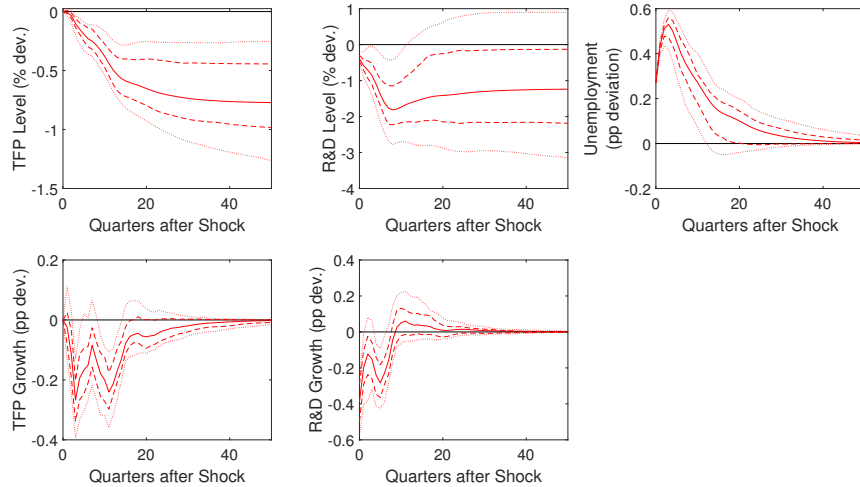 TFP Level (% dev.)
0
-0.5
-1
-1.5
0 20 40
Quarters after Shock
R&D Level (% dev.)
1
0
-1
-2
-3
-4
0 20 40
Quarters after Shock
Unemployment
(pp deviation)
0.6
0.4
0.2
0
-0.2
0 20 40
Quarters after Shock
TFP Growth (pp dev.)
0.2
0
-0.2
-0.4
0 20 40
Quarters after Shock
R&D Growth (pp dev.)
0.4
0.2
0
-0.2
-0.4
-0.6
0 20 40
Quarters after Shock